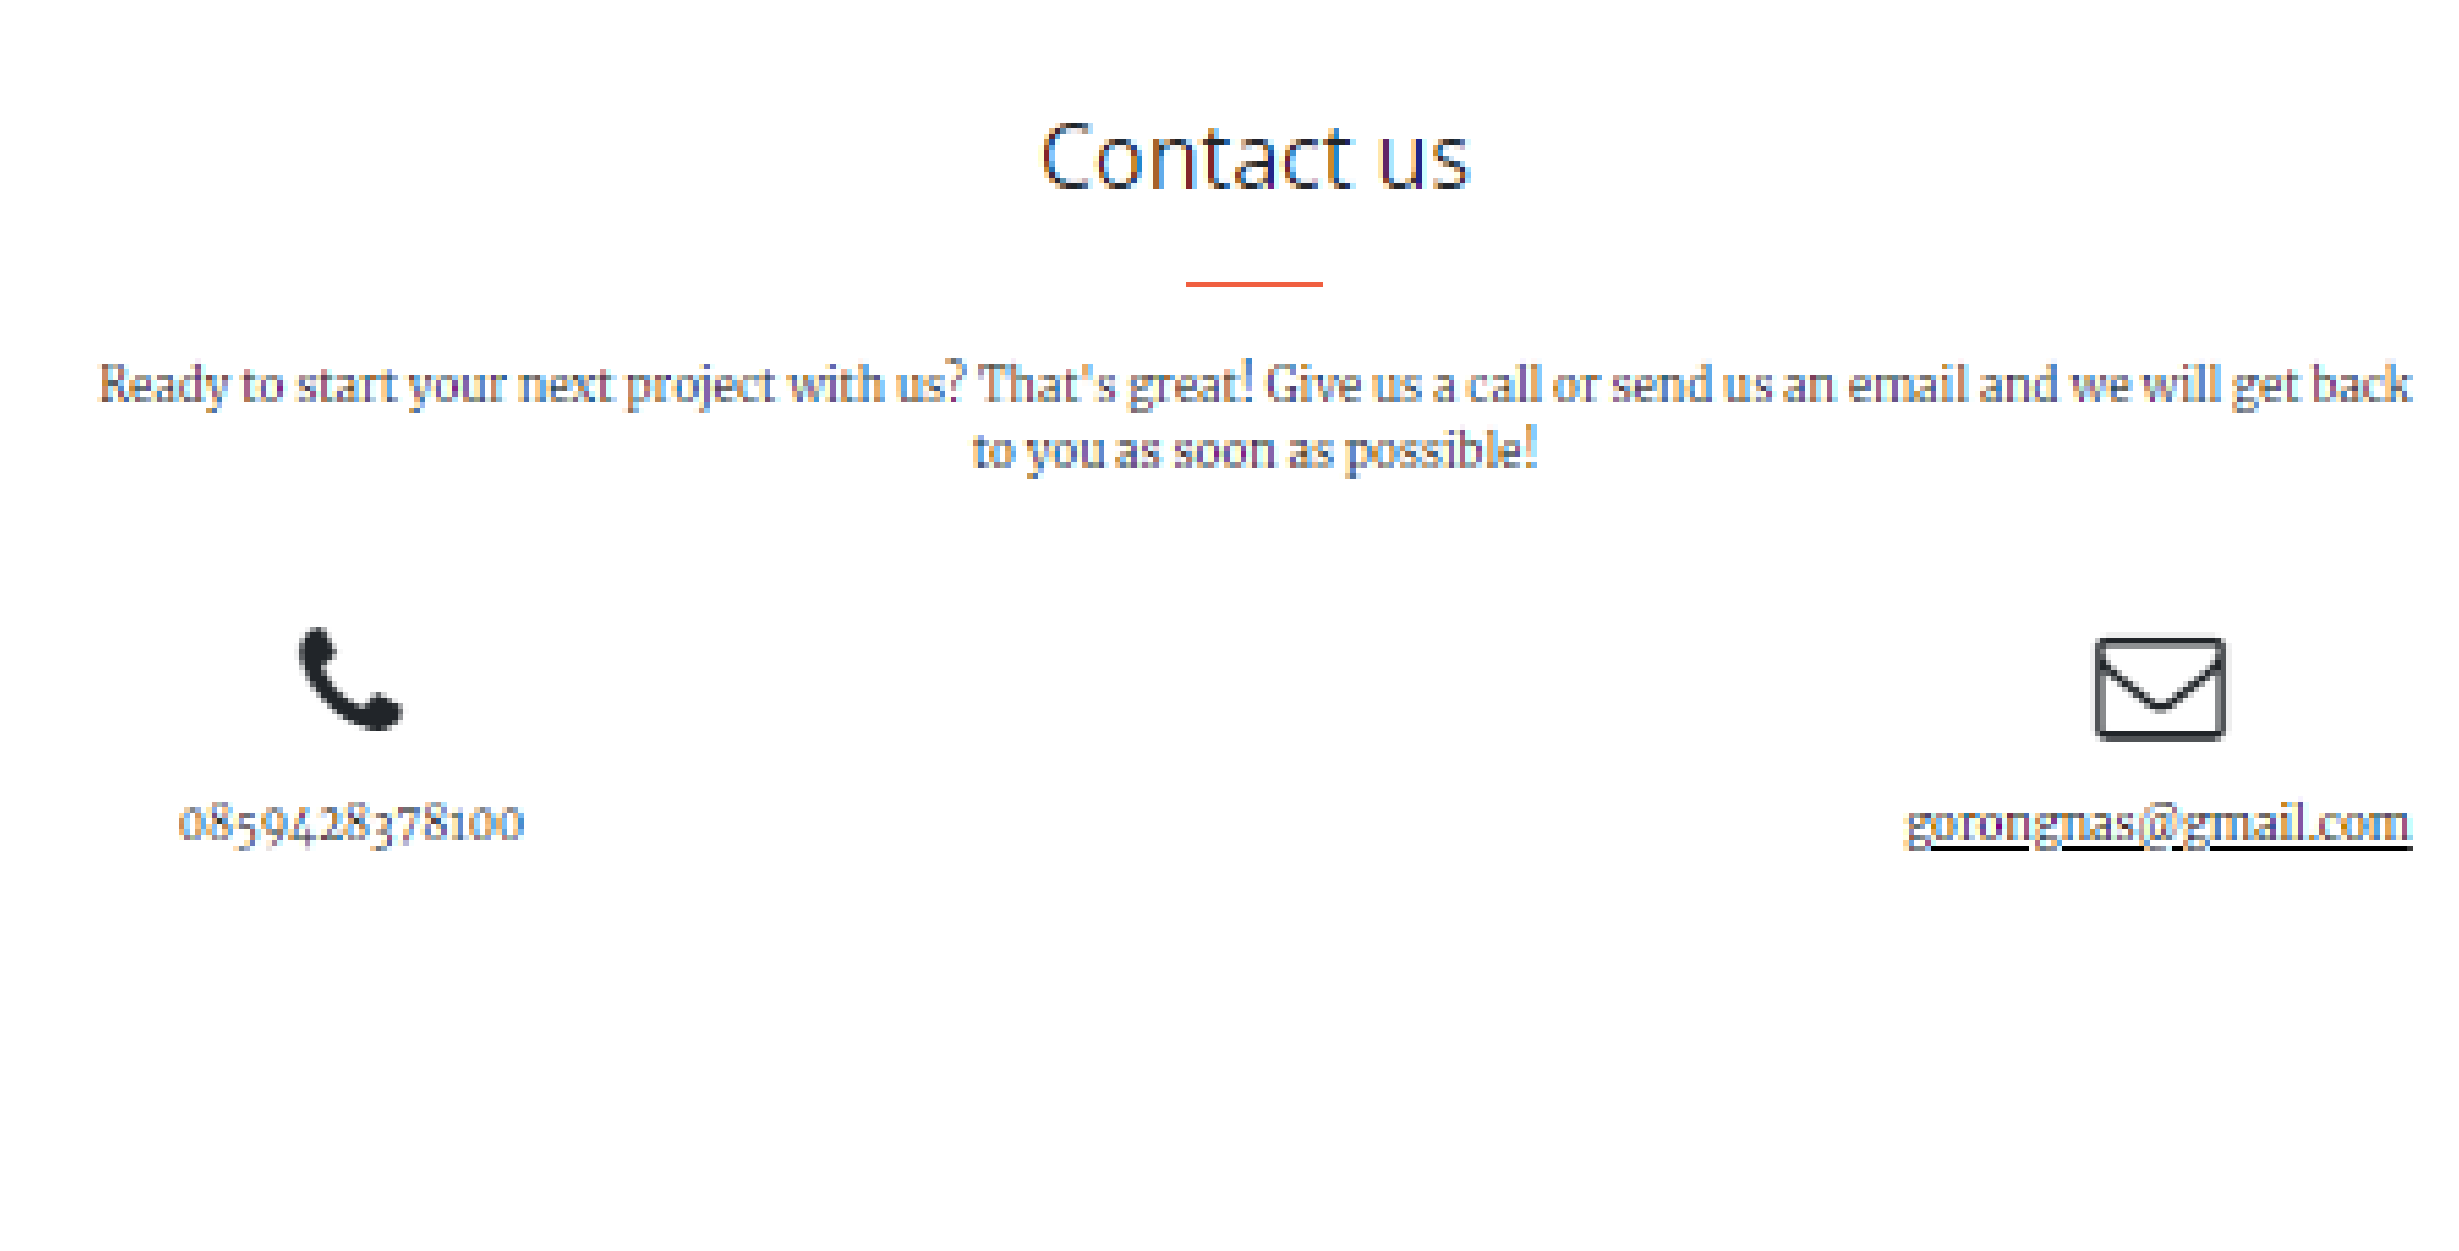 Contact us
Ready to start your next project with us? That's great! Give us a call or send us an email and we will get back
to you as soon as possible!
0859428378100
gorongnas@gmail.com